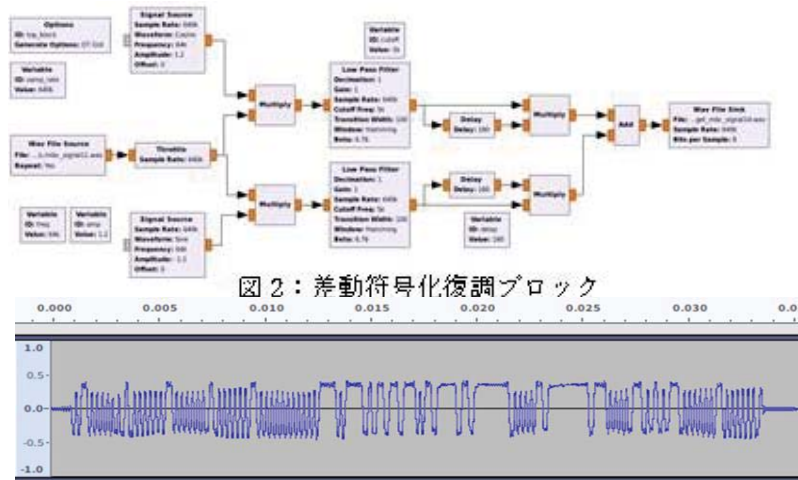 Options
ID: top_block
Generate Options: QT GUI
Variable
ID: samp_rate
Value: 640k
Signal Source
Sample Rate: 640k
Waveform: Cosine
Frequency: 64k
Amplitude: 1.2
Offset: 0
Variable
ID: cutoff
Value: 5k
Wav File Source
Repeat: Yes
Throttle
Sample Rate: 640k
Multiply
Low Pass Filter
Decimation: 1
Gain: 1
Sample Rate: 640k
Cutoff Freq: 5k
Transition Width: 100
Window: Hamming
Beta: 6.76
Delay
Delay: 160
Multiply
Add
Wav File Sink
Sample Rate: 640k
Bits per Sample: 8
Variable
ID: freq
Value: 64k
Variable
ID: amp
Value: 1.2
Signal Source
Sample Rate: 640k
Waveform: Sine
Frequency: 64k
Offset: 0
Multiply
Low Pass Filter
Decimation: 1
Gain: 1
Sample Rate: 640k
Cutoff Freq: 5k
Transition Width: 100
Window: Hamming
Beta: 6.76
Delay
Delay: 160
Variable
ID: delay
Value: 160
Multiply
図2：差動符号化復調ブロック
0.000 0.005 0.010 0.015 0.020 0.025 0.030
1.0
0.5
0.0
-0.5
-1.0